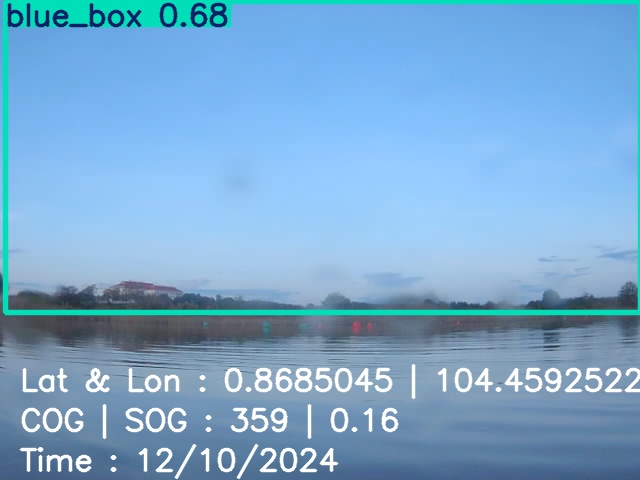 blue_box 0.68
Lat & Lon : 0.8685045 | 104.4592522
COG | SOG : 359 | 0.16
Time : 12/10/2024